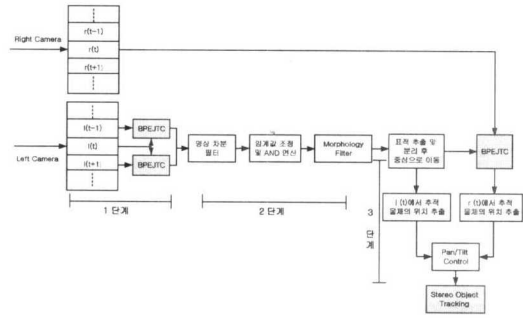 r(t-1)
Right Camera
r(t)
r(t+1)
l(t-1)
BPEJTC
Left Camera
l(t)
l(t+1)
BPEJTC
영상 차분
필터
임계값 조정
및 AND 연산
Morphology
Filter
표적 추출 및
분리 후
중심으로 이동
BPEJTC
1 단계
2 단계
3
단
계
l (t)에서 추적
물체의 위치 추출
r (t)에서 추적
물체의 위치 추출
Pan/Tilt
Control
Stereo Object
Tracking